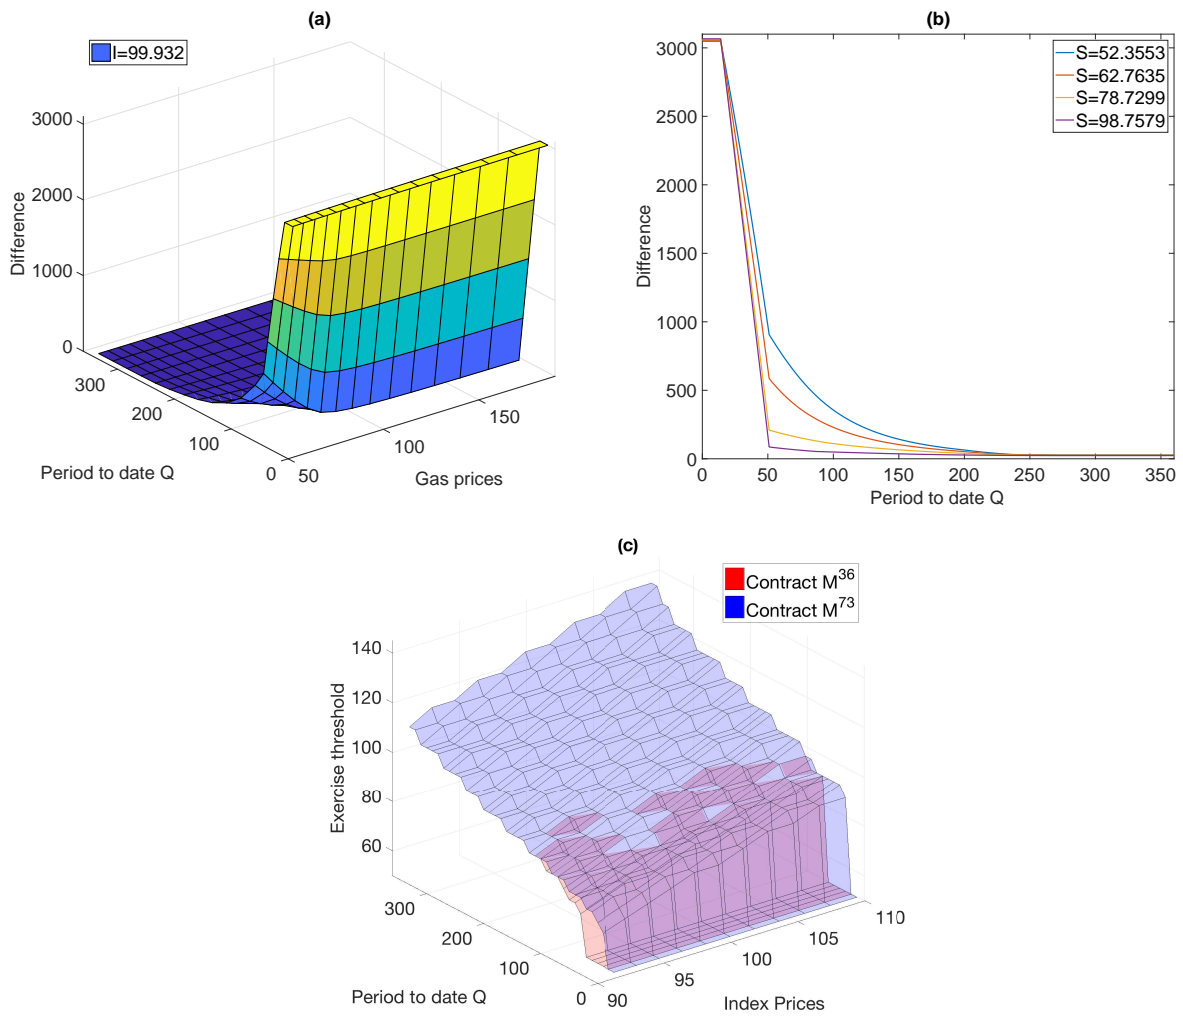 (a)
I=99.932
3000
2000
1000
0
Difference
300
200
100
0
Period to date Q
50
100
150
Gas prices
(b)
3000
2500
2000
1500
1000
500
0
Difference
0
50
100
150
200
250
300
350
Period to date Q
S=52.3553
S=62.7635
S=78.7299
S=98.7579
(c)
Contract M^36
Contract M^73
140
120
100
80
60
Exercise threshold
300
200
100
0
Period to date Q
90
95
100
105
110
Index Prices